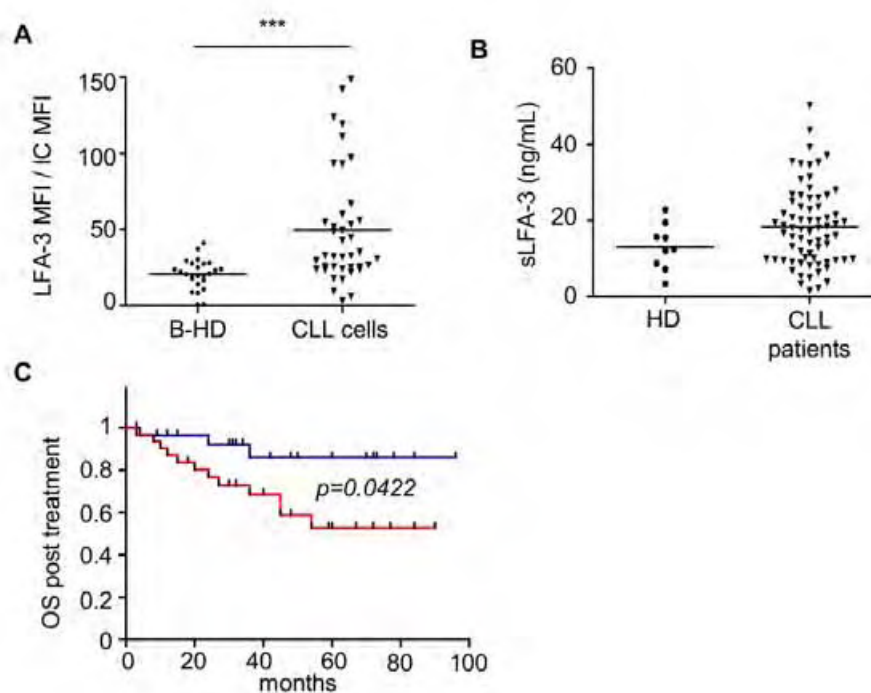 A
***
LFA-3 MFI / IC MFI
150
100
50
0
B-HD
CLL cells
B
sLFA-3 (ng/mL)
60
40
20
0
HD
CLL
patients
C
OS post treatment
1
0.8
0.6
0.4
0.2
0
p=0.0422
0
20
40
60
80
100
months